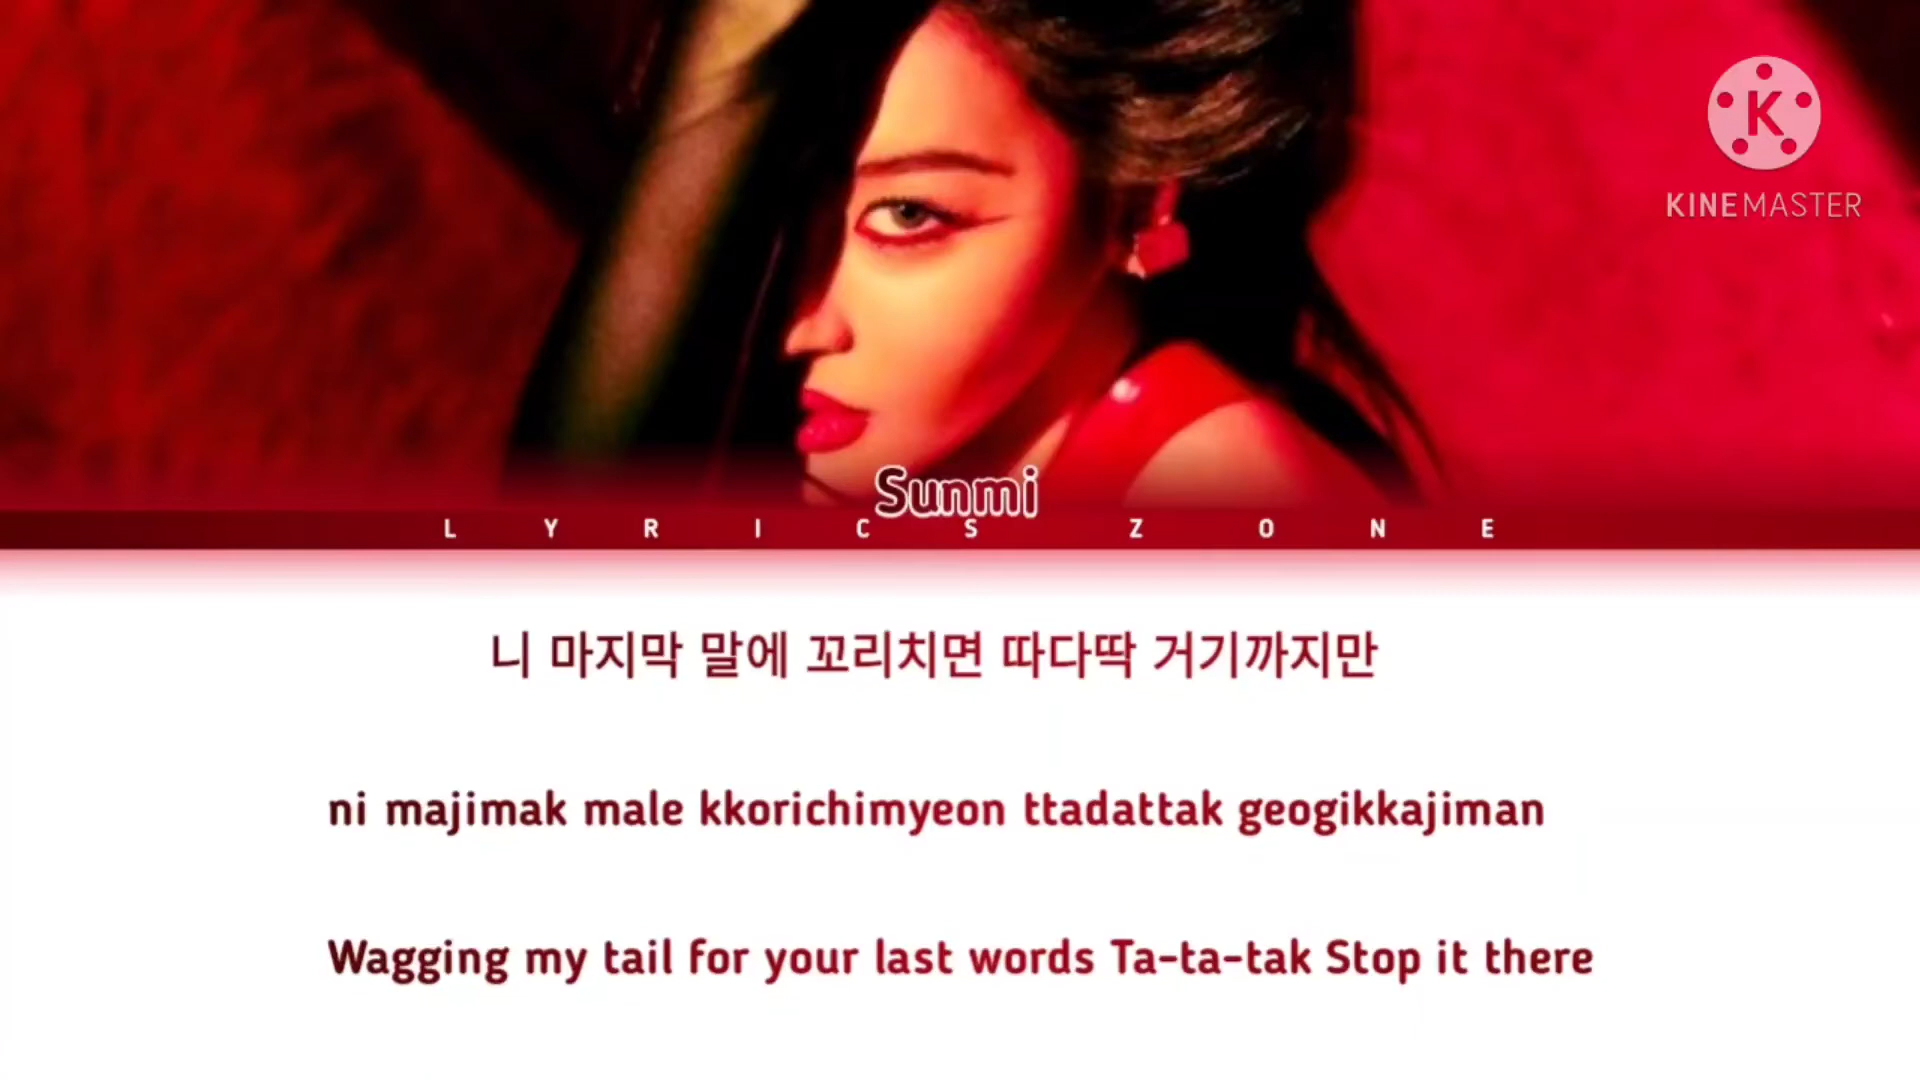 K
KINEMASTER
Sunmi
LYRICS ZONE
니 마지막 말에 꼬리치면 따다딱 거기까지만
ni majimak male kkorichimyeon ttadattak geogikkajiman
Wagging my tail for your last words Ta-ta-tak Stop it there